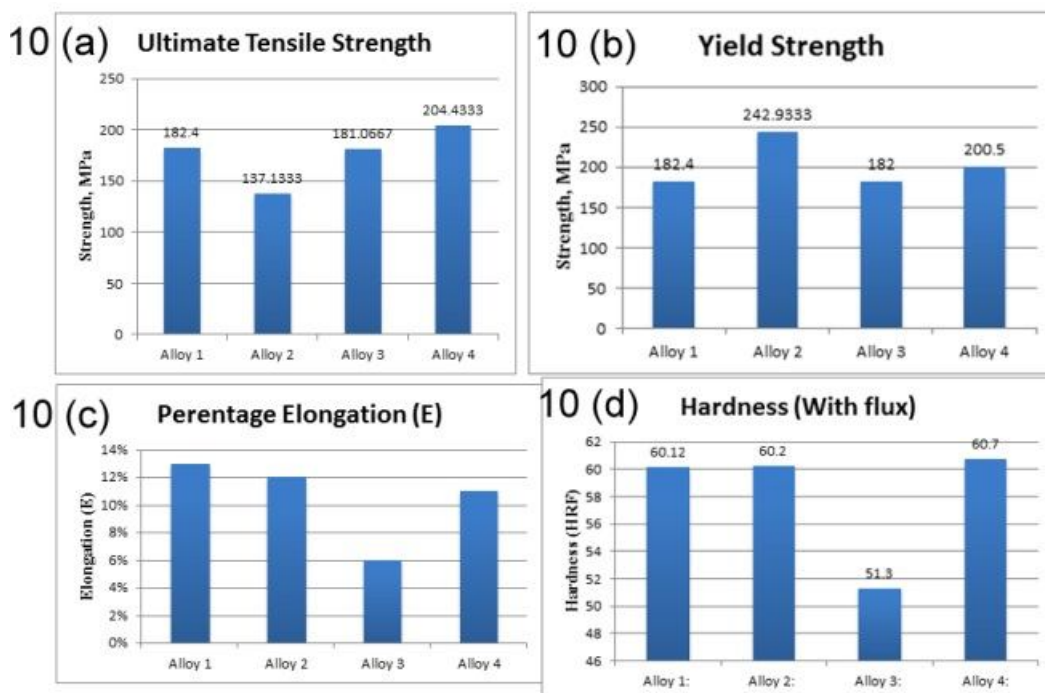 10 (a)
Ultimate Tensile Strength
Strength, MPa
250
200
150
100
50
0
182.4
137.1333
181.0667
204.4333
Alloy 1 Alloy 2 Alloy 3 Alloy 4
10 (b)
Yield Strength
Strength, MPa
300
250
200
150
100
50
0
182.4
242.9333
182
200.5
Alloy 1 Alloy 2 Alloy 3 Alloy 4
10 (c)
Perentage Elongation (E)
Elongation (E)
14%
12%
10%
8%
6%
4%
2%
0%
Alloy 1 Alloy 2 Alloy 3 Alloy 4
10 (d)
Hardness (With flux)
Hardness (HRF)
62
60
58
56
54
52
50
48
46
60.12
60.2
51.3
60.7
Alloy 1: Alloy 2: Alloy 3: Alloy 4: